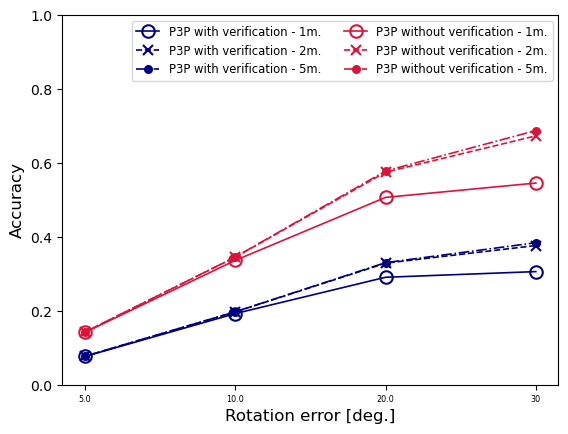 1.0
P3P with verification - 1m.
P3P with verification - 2m.
P3P with verification - 5m.
P3P without verification - 1m.
P3P without verification - 2m.
P3P without verification - 5m.
0.8
0.6
0.4
0.2
0.0
Accuracy
5.0 10.0 20.0 30
Rotation error [deg.]